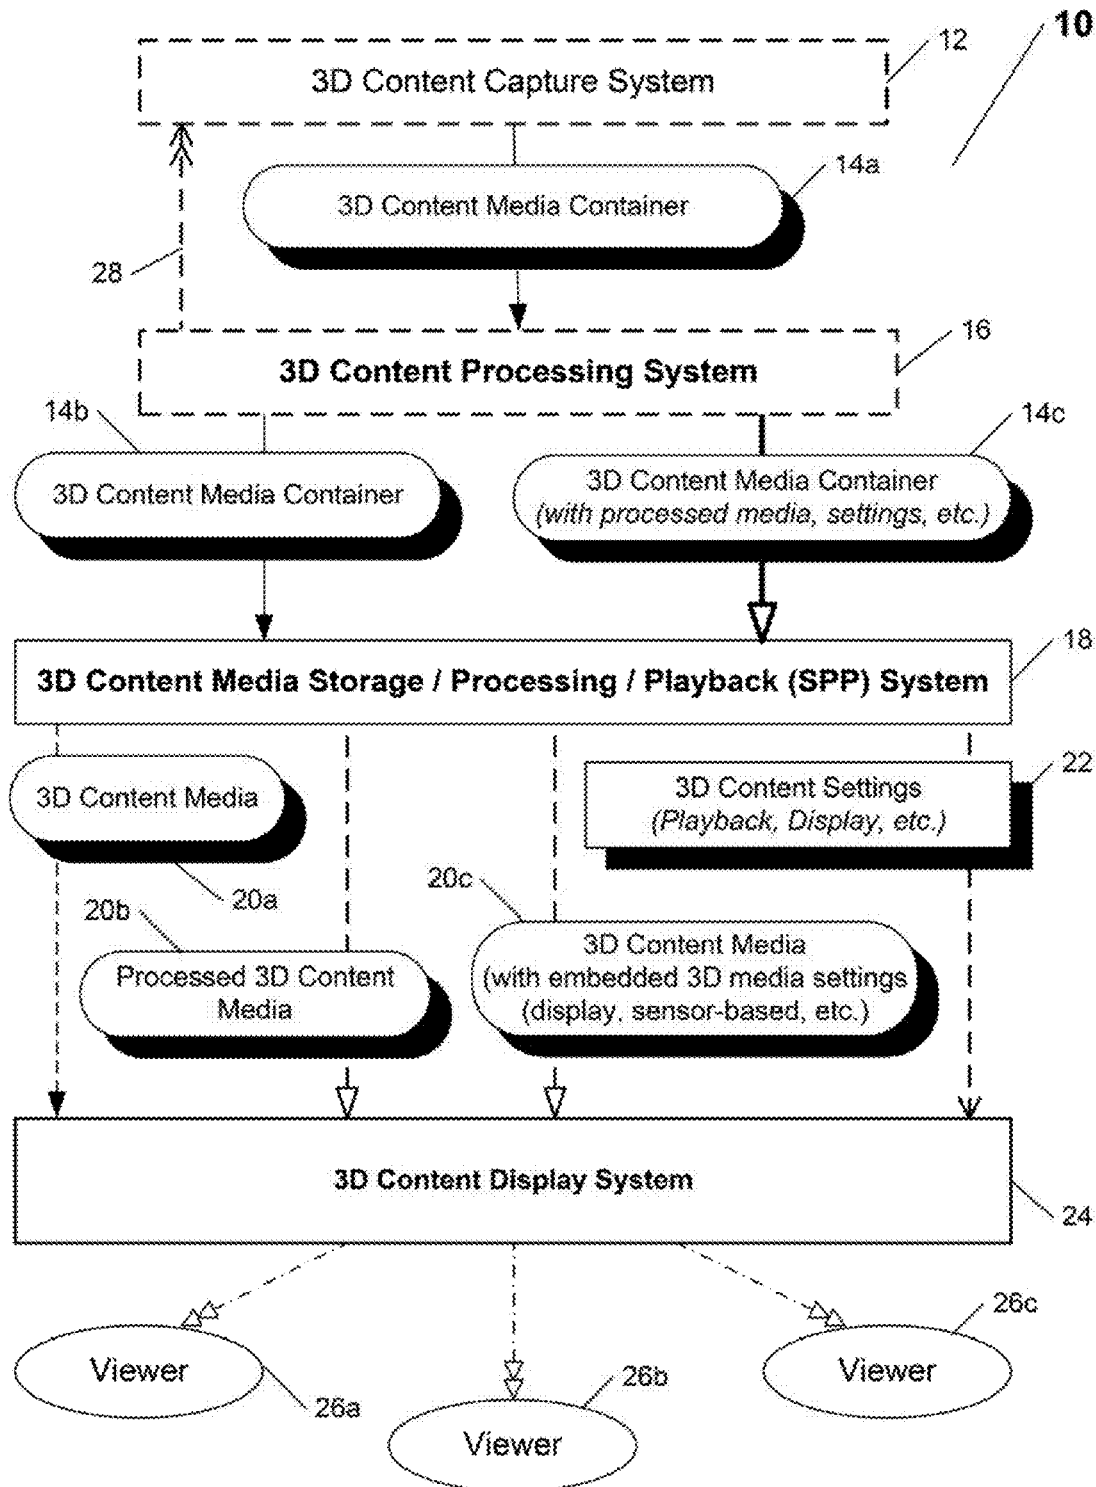 10
12
3D Content Capture System
14a
3D Content Media Container
28
16
3D Content Processing System
14b
14c
3D Content Media Container
3D Content Media Container
(with processed media, settings, etc.)
18
3D Content Media Storage / Processing / Playback (SPP) System
22
3D Content Media
3D Content Settings
(Playback, Display, etc.)
20a
20c
20b
3D Content Media
(with embedded 3D media settings
(display, sensor-based, etc.)
Processed 3D Content
Media
3D Content Display System
24
26c
Viewer
Viewer
26a
26b
Viewer